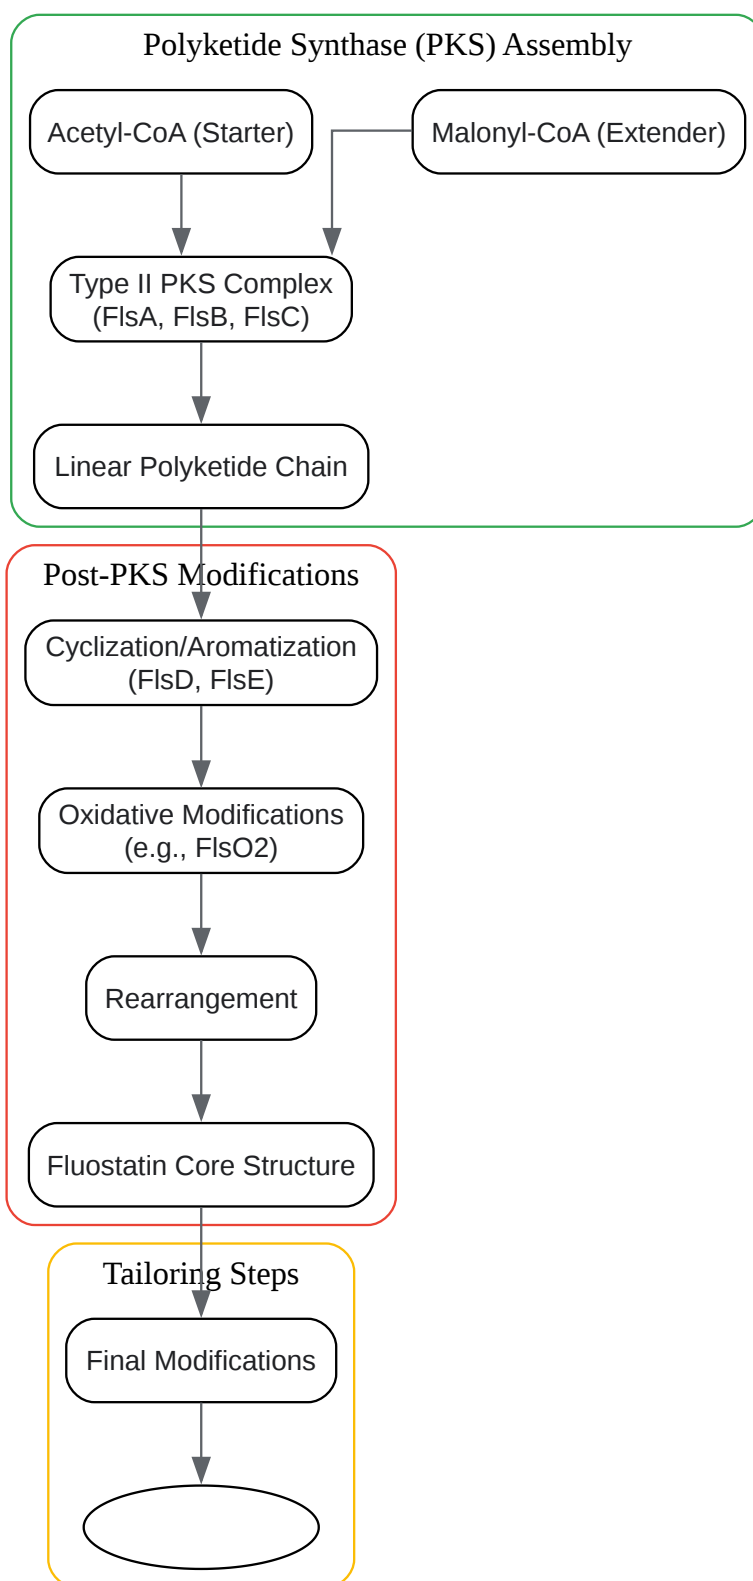 Polyketide Synthase (PKS) Assembly
Acetyl-CoA (Starter)
Malonyl-CoA (Extender)
Type II PKS Complex
(FlsA, FlsB, FlsC)
Linear Polyketide Chain
Post-PKS Modifications
Cyclization/Aromatization
(FlsD, FlsE)
Oxidative Modifications
(e.g., FlsO2)
Rearrangement
Fluostatin Core Structure
Tailoring Steps
Final Modifications